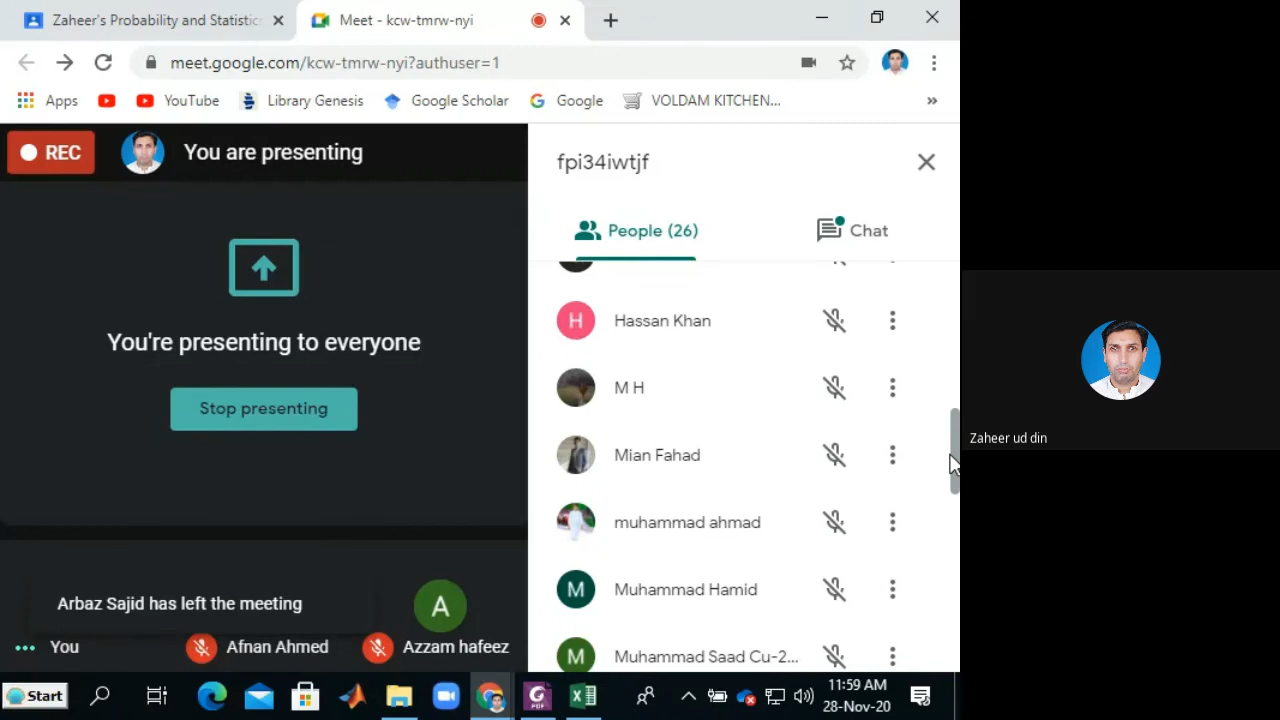 Zaheer's Probability and Statistic
Meet - kcw-tmrw-nyi
meet.google.com/kcw-tmrw-nyi?authuser=1
Apps YouTube Library Genesis Google Scholar Google VOLDAM KITCHEN... »
REC You are presenting
fpi34iwtjf
People (26) Chat
You're presenting to everyone
Stop presenting
Hassan Khan
M H
Mian Fahad
muhammad ahmad
Muhammad Hamid
Muhammad Saad Cu-2...
H
M
M
Arbaz Sajid has left the meeting
A
You Afnan Ahmed Azzam hafeez
Zaheer ud din
Start
PDF
11:59 AM
28-Nov-20